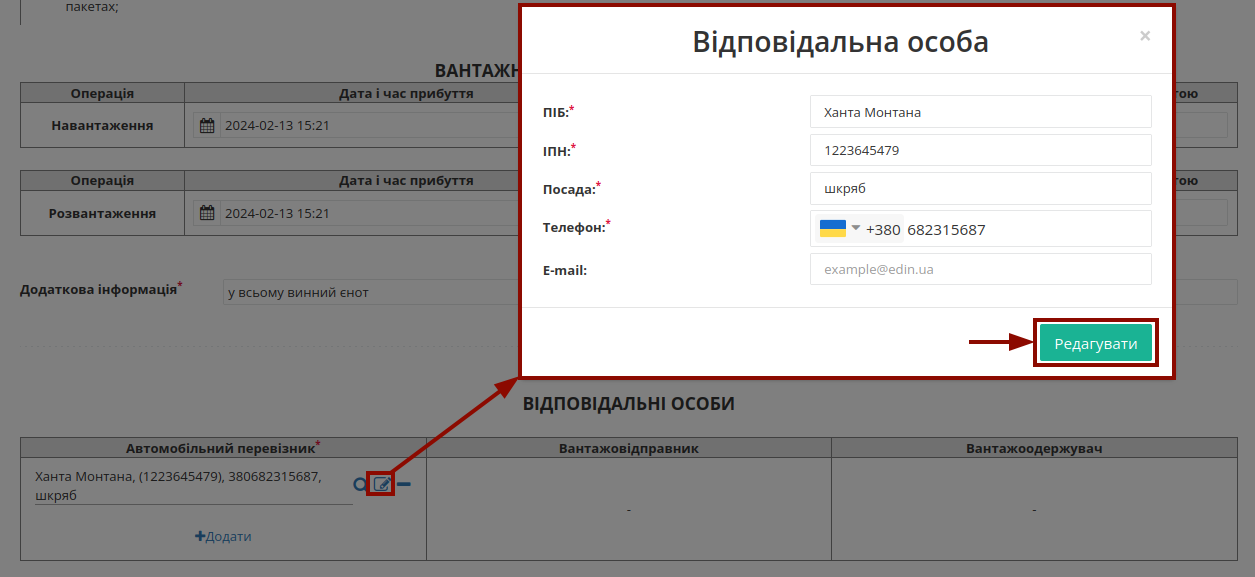 пакетах;
Відповідальна особа
×
ВАНТАЖН
Операція Дата і час прибуття тою
Навантаження 2024-02-13 15:21
Операція Дата і час прибуття тою
Розвантаження 2024-02-13 15:21
ПІБ:* Ханта Монтана
ІПН:* 1223645479
Посада:* шкряб
Телефон:* +380 682315687
E-mail: example@edin.ua
Додаткова інформація* у всьому винний єнот
Редагувати
ВІДПОВІДАЛЬНІ ОСОБИ
Автомобільний перевізник* Вантажовідправник Вантажоодержувач
Ханта Монтана, (1223645479), 380682315687,
шкряб
- -
+Додати